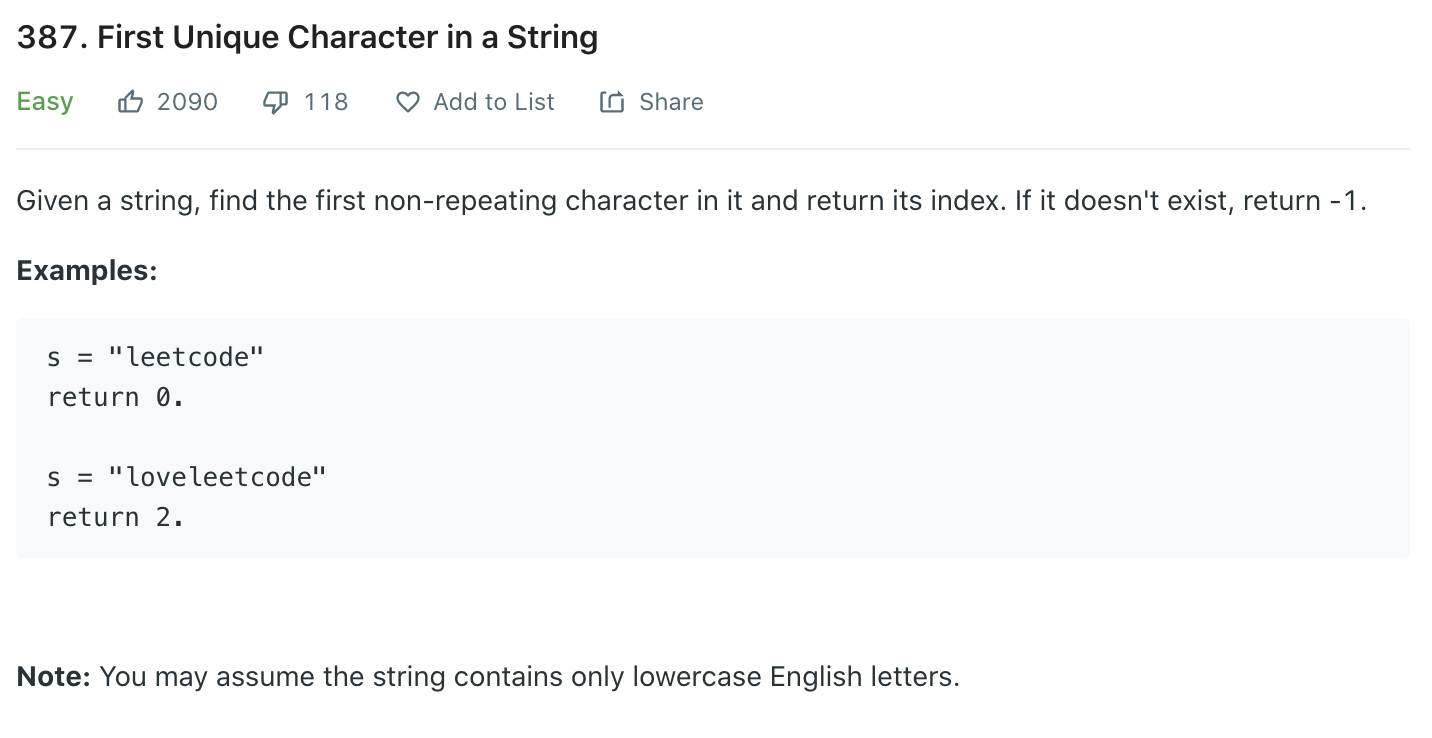 387. First Unique Character in a String
Easy 2090 118 Add to List Share
Given a string, find the first non-repeating character in it and return its index. If it doesn't exist, return -1.
Examples:
s = "leetcode"
return 0.
s = "loveleetcode"
return 2.
Note: You may assume the string contains only lowercase English letters.